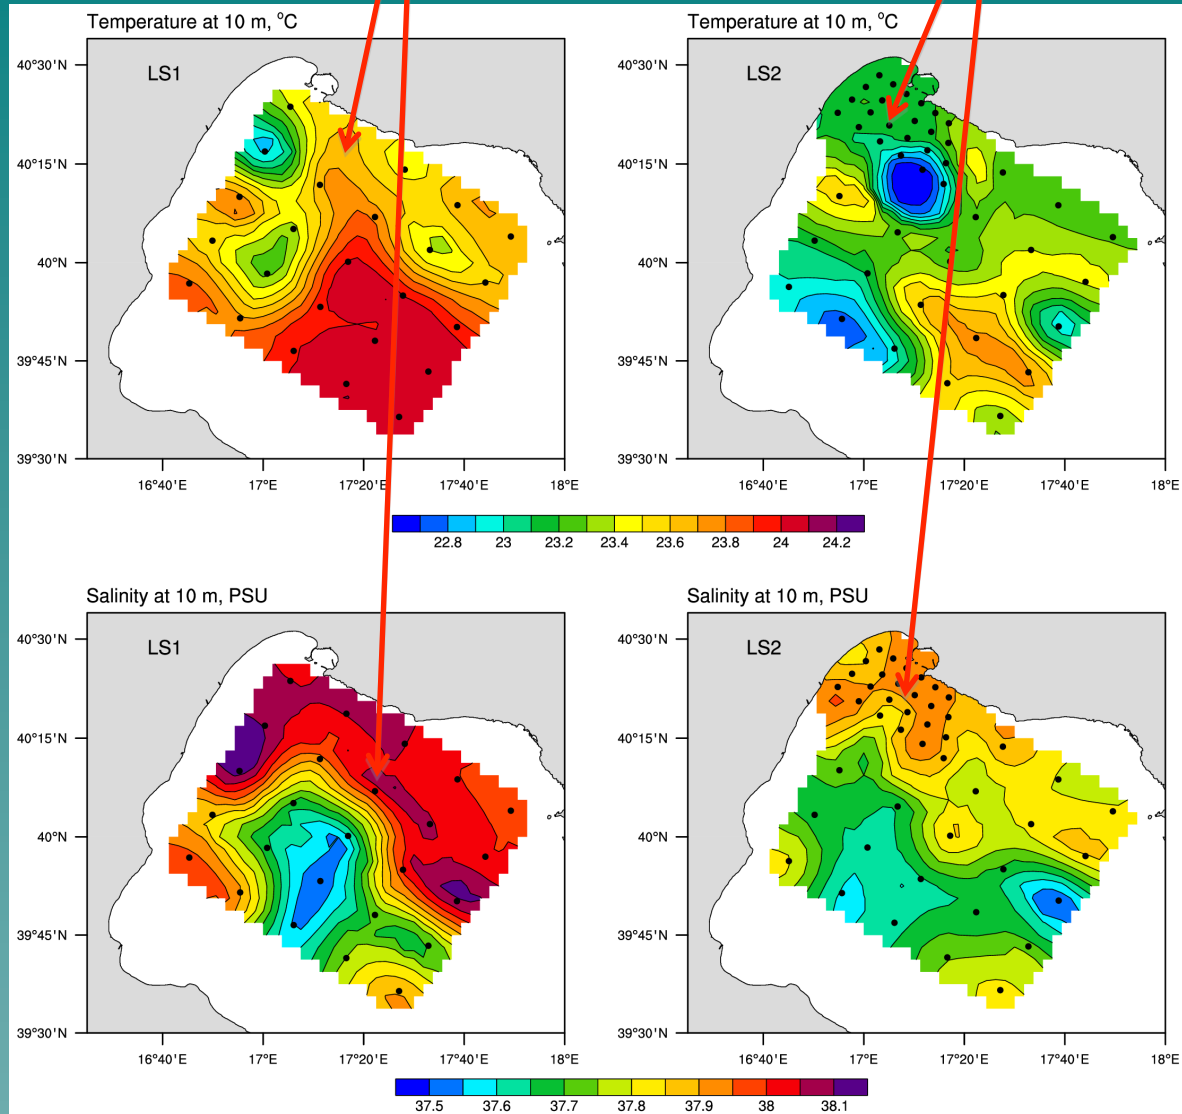 Temperature at 10 m, °C
LS1
40°30'N
40°15'N
40°N
39°45'N
39°30'N
16°40'E
17°E
17°20'E
17°40'E
18°E
Temperature at 10 m, °C
LS2
40°30'N
40°15'N
40°N
39°45'N
39°30'N
16°40'E
17°E
17°20'E
17°40'E
18°E
22.8 23 23.2 23.4 23.6 23.8 24 24.2
Salinity at 10 m, PSU
LS1
40°30'N
40°15'N
40°N
39°45'N
39°30'N
16°40'E
17°E
17°20'E
17°40'E
18°E
Salinity at 10 m, PSU
LS2
40°30'N
40°15'N
40°N
39°45'N
39°30'N
16°40'E
17°E
17°20'E
17°40'E
18°E
37.5 37.6 37.7 37.8 37.9 38 38.1